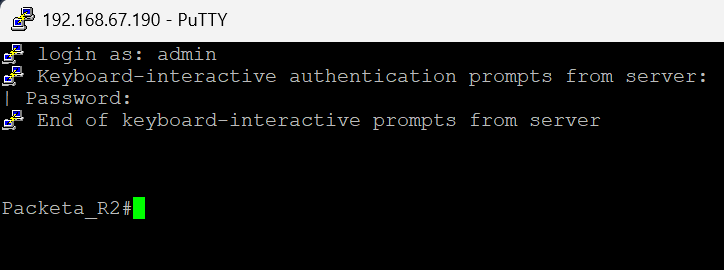 192.168.67.190 - PuTTY
login as: admin
Keyboard-interactive authentication prompts from server:
| Password:
End of keyboard-interactive prompts from server
Packeta_R2#